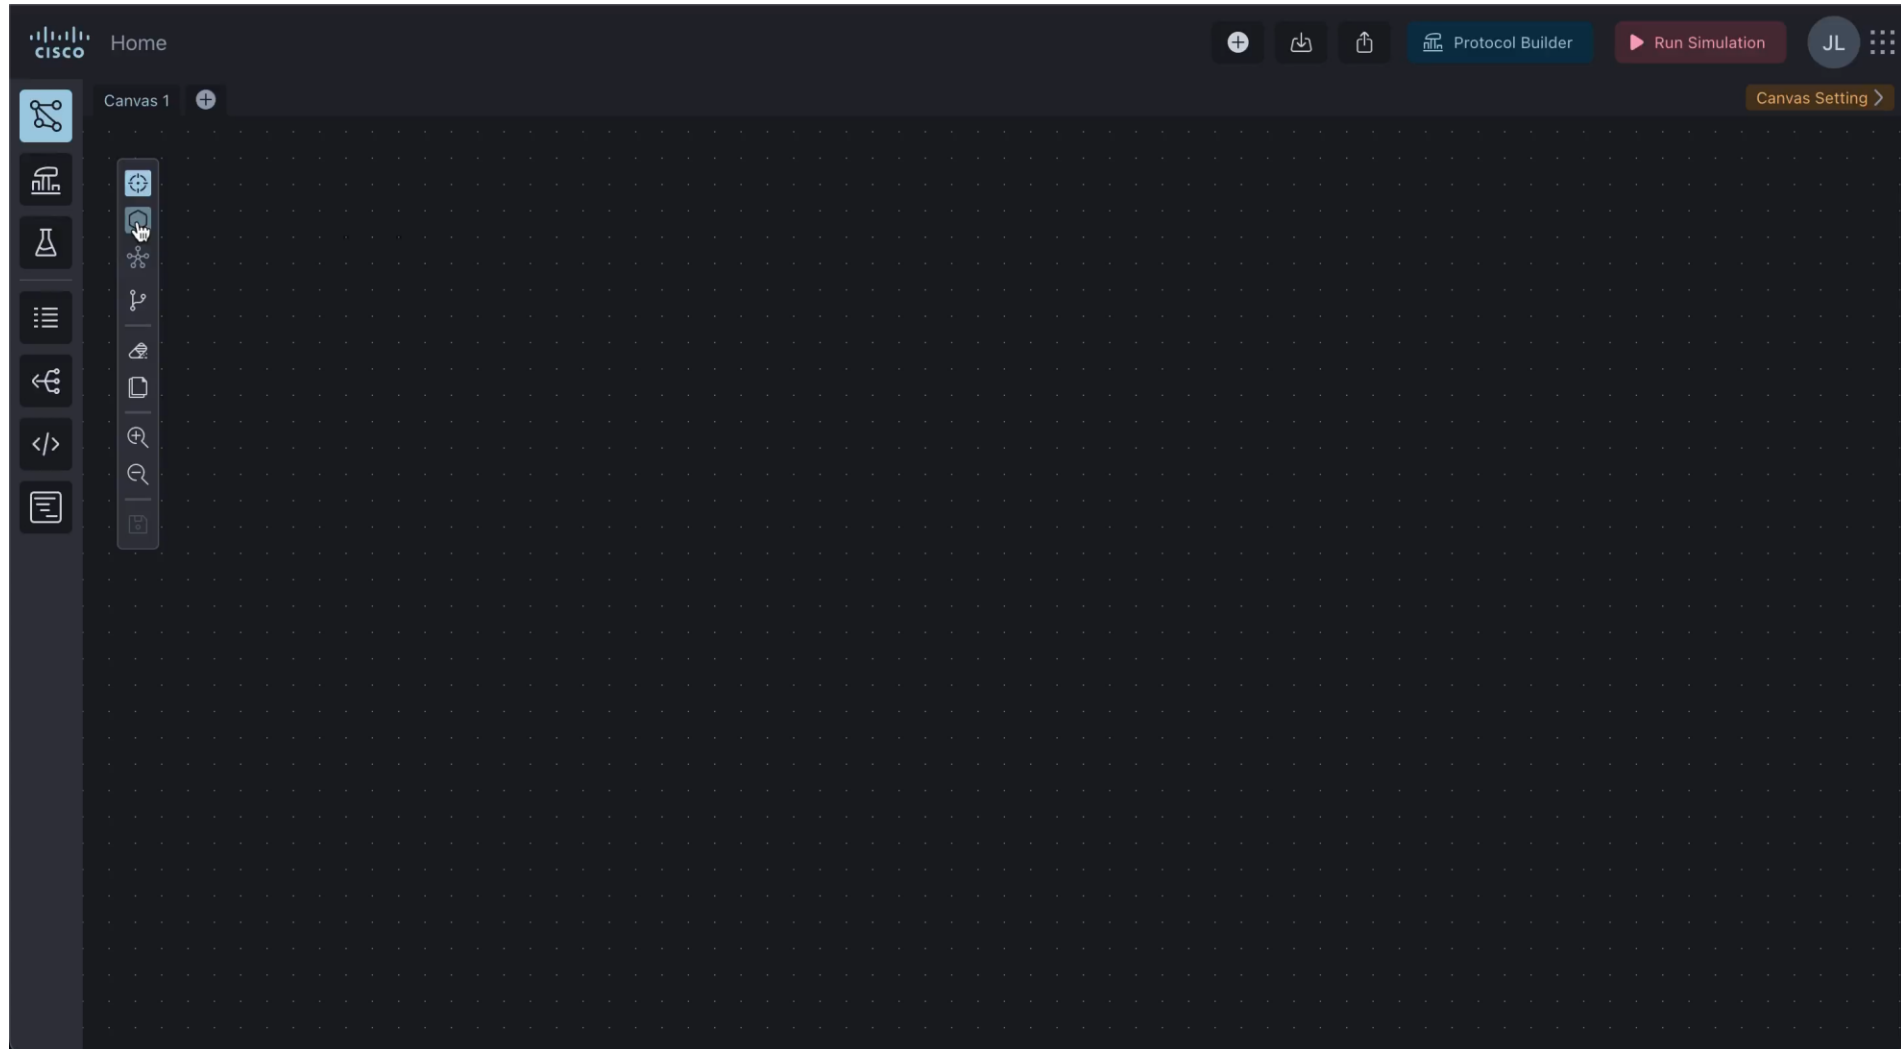 CISCO
Home
Protocol Builder
Run Simulation
JL
Canvas 1
Canvas Setting